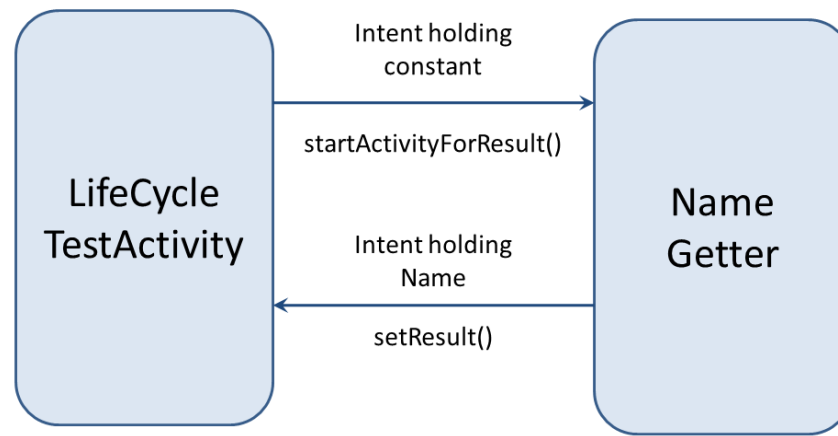 LifeCycle
TestActivity
Intent holding
constant
startActivityForResult()
Intent holding
Name
setResult()
Name
Getter